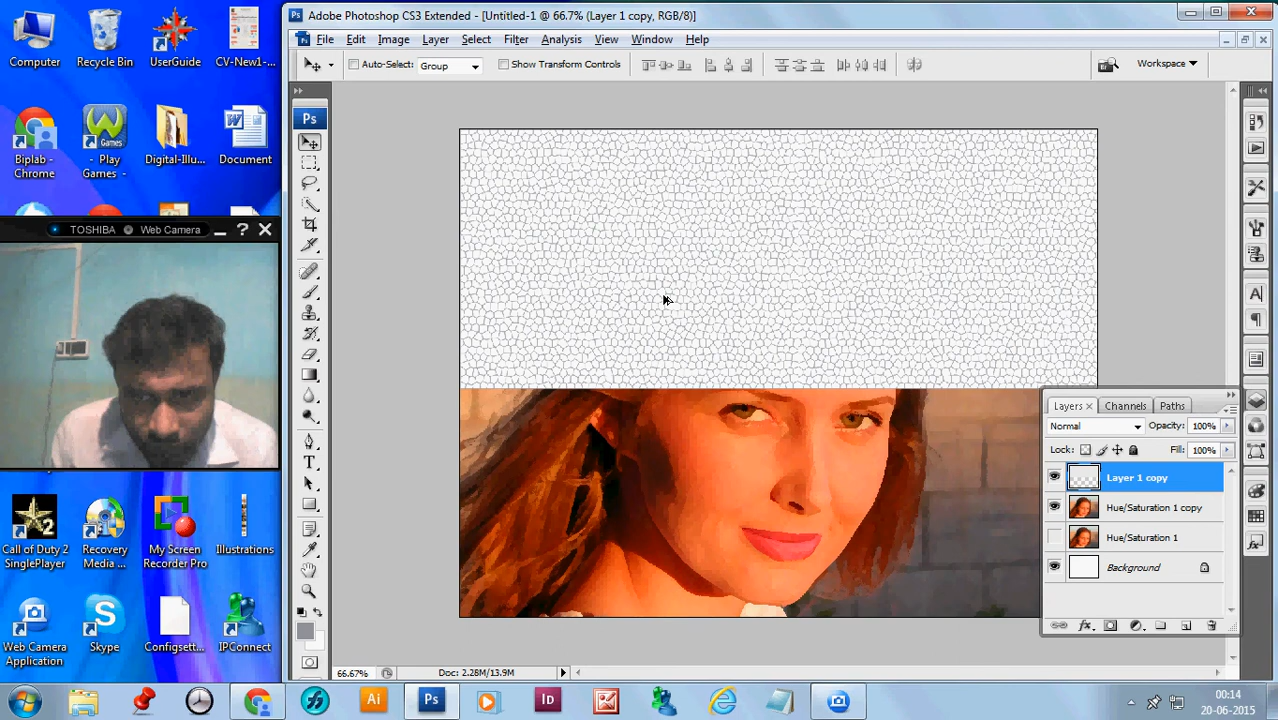 Computer
Recycle Bin
UserGuide
CV-New1-...
Biplab -
Chrome
- Play
Games -
Digital-Illu...
Document
TOSHIBA Web Camera
Call of Duty 2
SinglePlayer
Recovery
Media ...
My Screen
Recorder Pro
Illustrations
Web Camera
Application
Skype
Configsett...
IPConnect
Adobe Photoshop CS3 Extended - [Untitled-1 @ 66.7% (Layer 1 copy, RGB/8)]
File Edit Image Layer Select Filter Analysis View Window Help
Auto-Select: Group Show Transform Controls Workspace
Ps
Layers Channels Paths
Normal Opacity: 100%
Lock: Fill: 100%
Layer 1 copy
Hue/Saturation 1 copy
Hue/Saturation 1
Background
66.67% Doc: 2.28M/13.9M
Ai Ps Id
00:14
20-06-2015